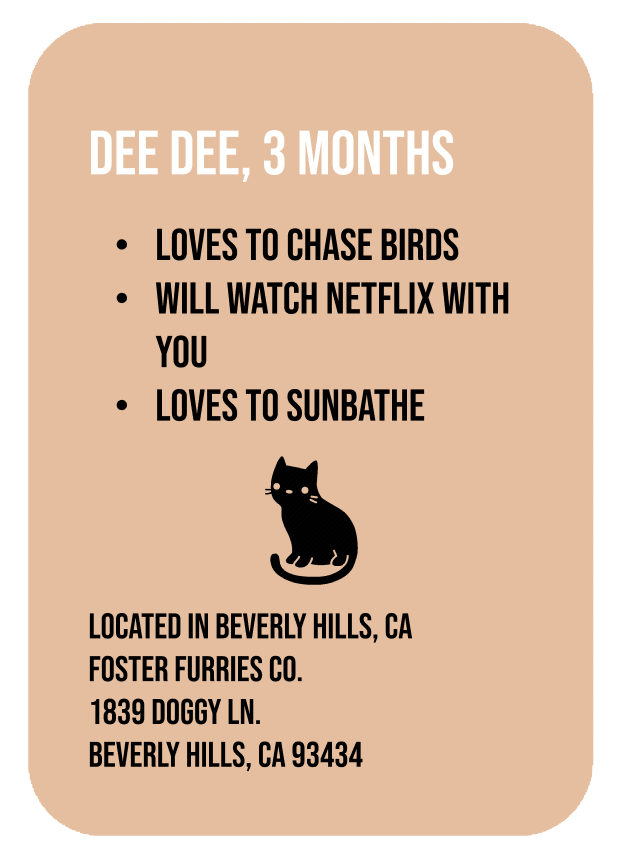 DEE DEE, 3 MONTHS
• LOVES TO CHASE BIRDS
• WILL WATCH NETFLIX WITH
YOU
• LOVES TO SUNBATHE
LOCATED IN BEVERLY HILLS, CA
FOSTER FURRIES CO.
1839 DOGGY LN.
BEVERLY HILLS, CA 93434